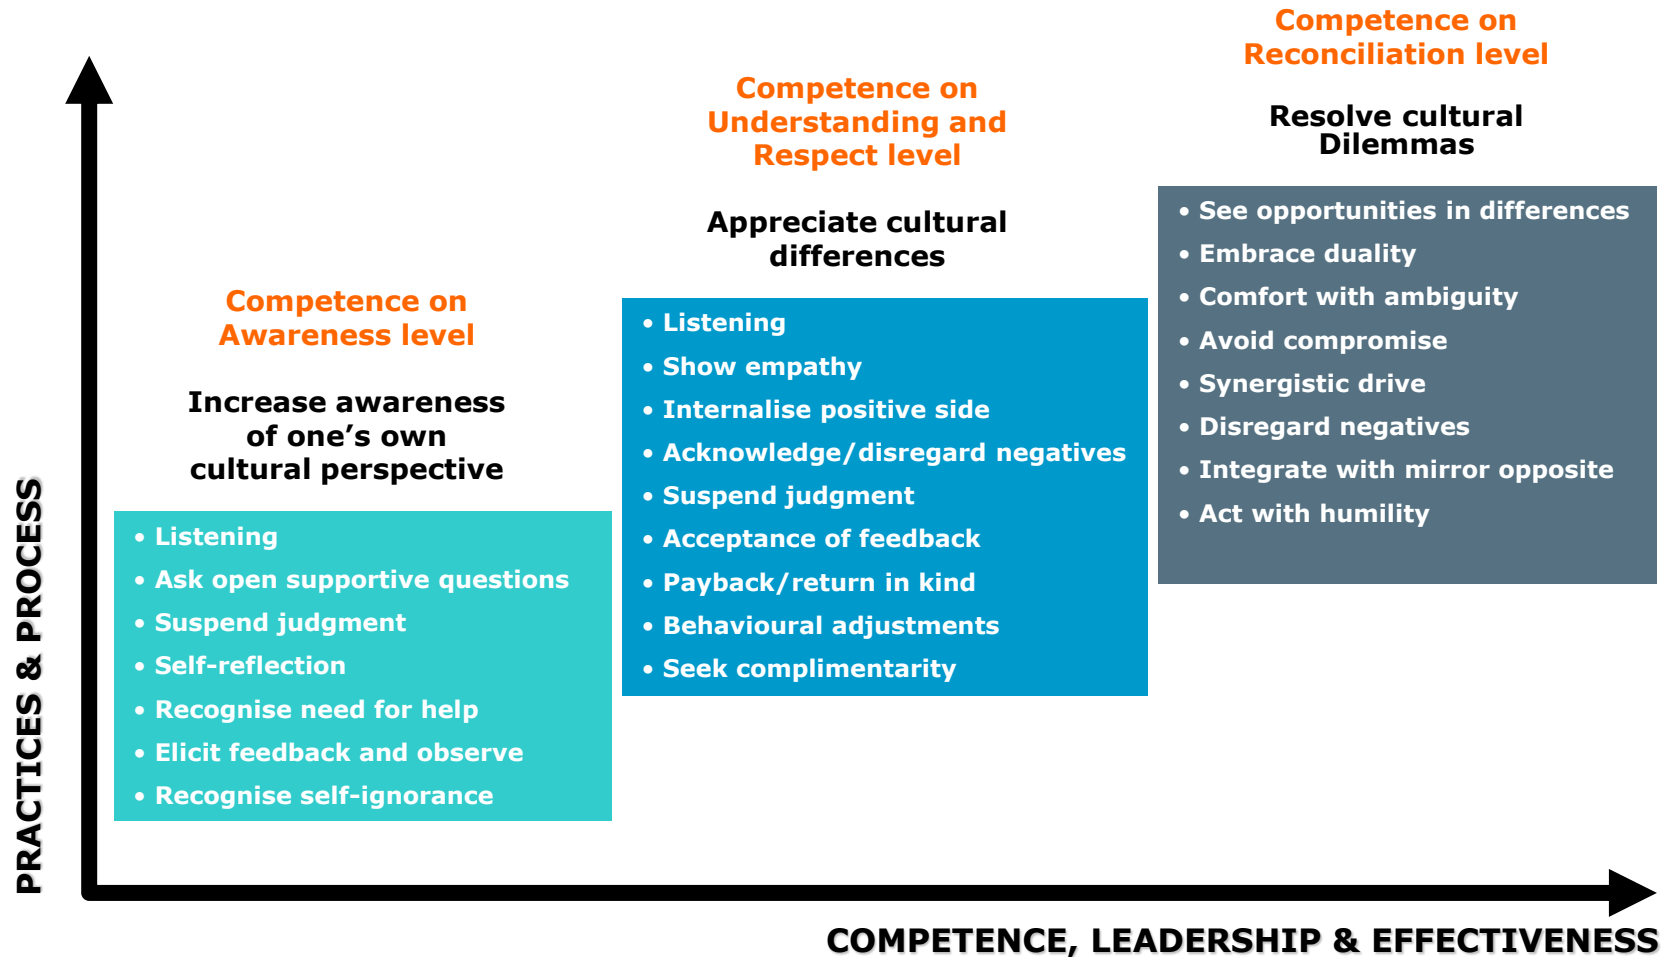 Competence on
Awareness level
Increase awareness
of one’s own
cultural perspective
• Listening
• Ask open supportive questions
• Suspend judgment
• Self-reflection
• Recognise need for help
• Elicit feedback and observe
• Recognise self-ignorance
Competence on
Understanding and
Respect level
Appreciate cultural
differences
• Listening
• Show empathy
• Internalise positive side
• Acknowledge/disregard negatives
• Suspend judgment
• Acceptance of feedback
• Payback/return in kind
• Behavioural adjustments
• Seek complimentarity
Competence on
Reconciliation level
Resolve cultural
Dilemmas
• See opportunities in differences
• Embrace duality
• Comfort with ambiguity
• Avoid compromise
• Synergistic drive
• Disregard negatives
• Integrate with mirror opposite
• Act with humility
PRACTICES & PROCESS
COMPETENCE, LEADERSHIP & EFFECTIVENESS